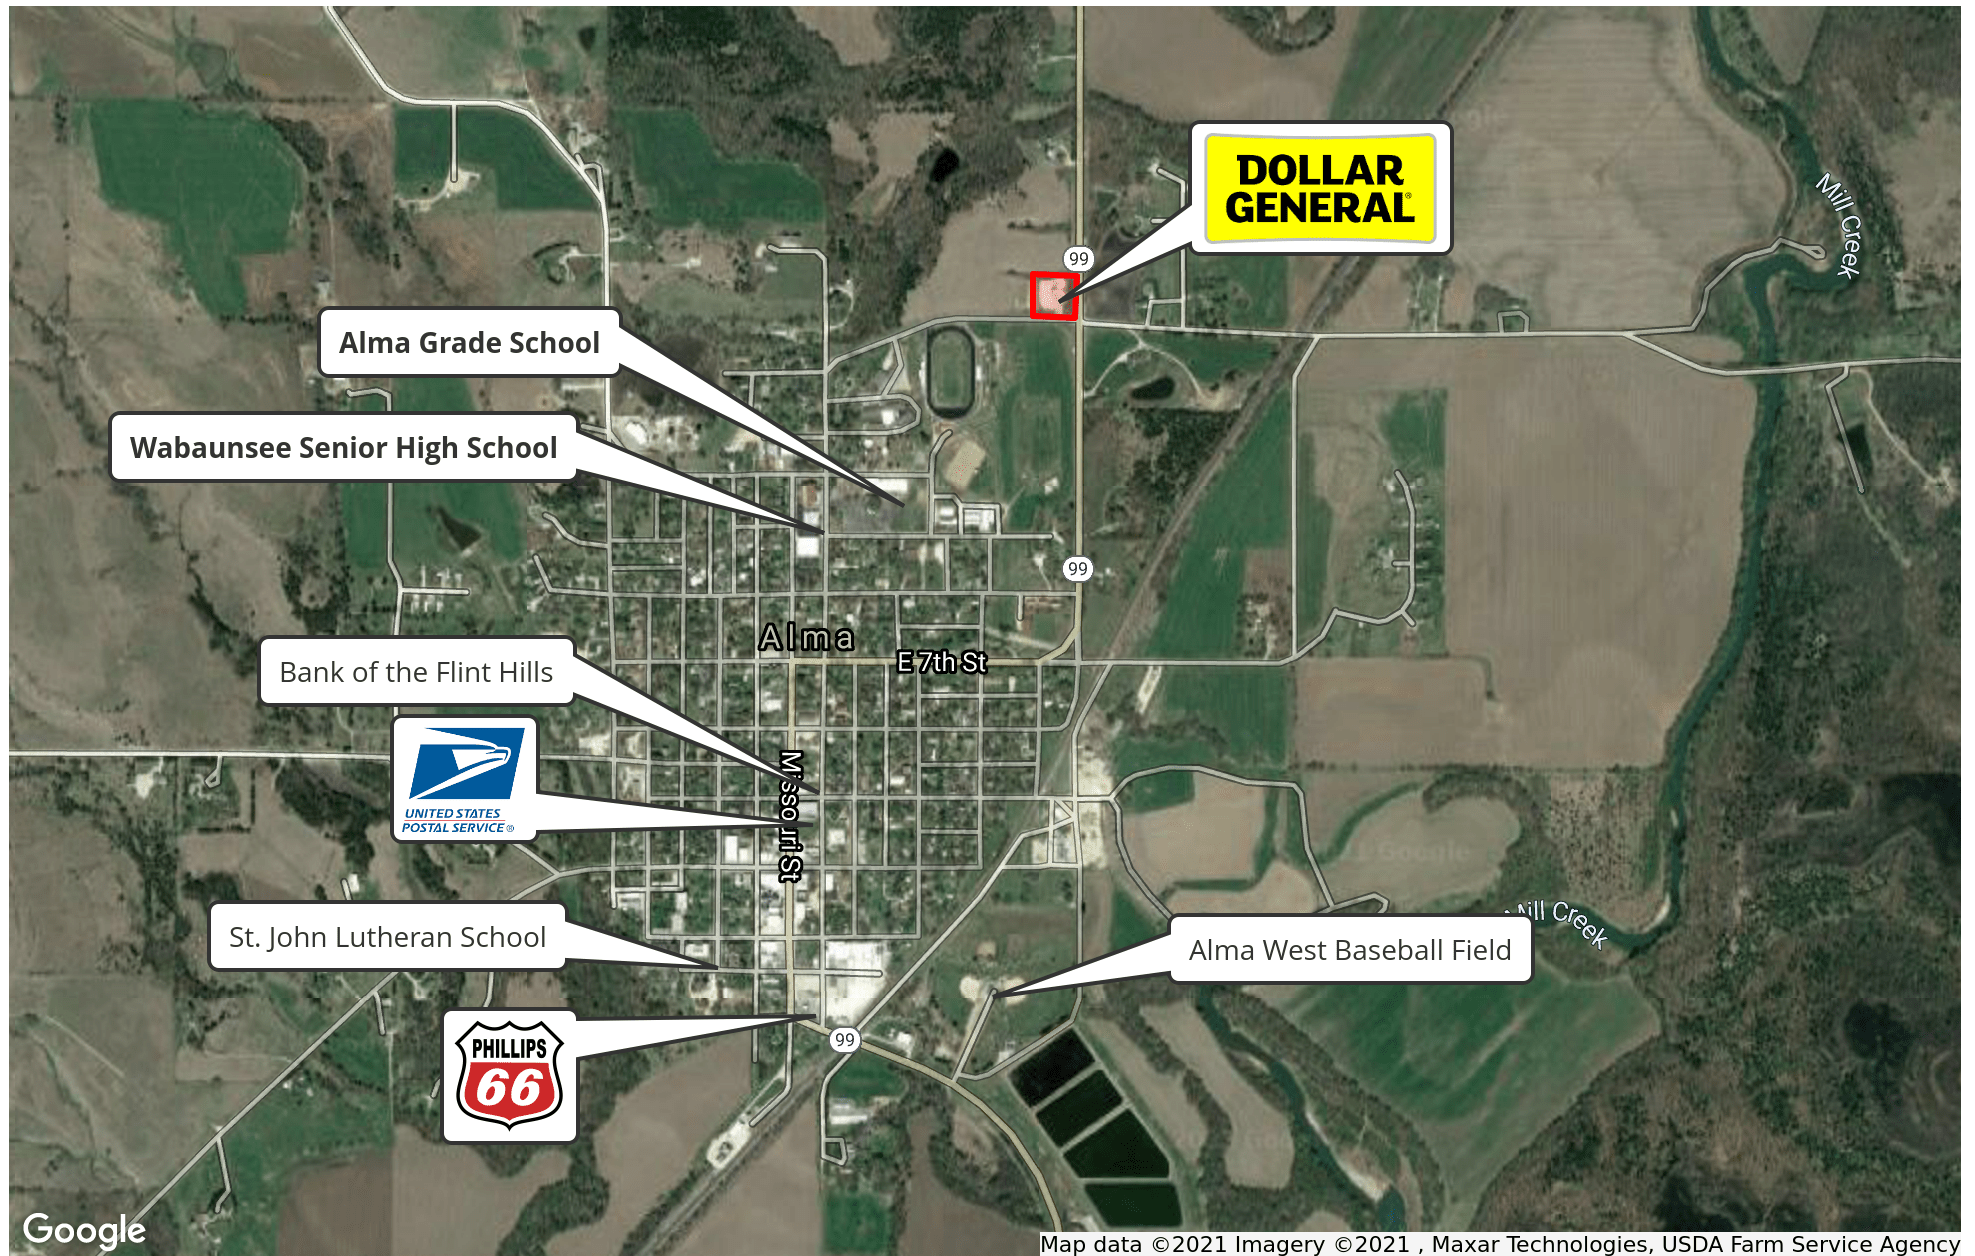 DOLLAR
GENERAL®
Mill Creek
99
Alma Grade School
Wabaunsee Senior High School
99
Alma
E 7th St
Bank of the Flint Hills
UNITED STATES
POSTAL SERVICE®
Missouri St
Mill Creek
St. John Lutheran School
Alma West Baseball Field
PHILLIPS
66
99
Google
Map data ©2021 Imagery ©2021 , Maxar Technologies, USDA Farm Service Agency